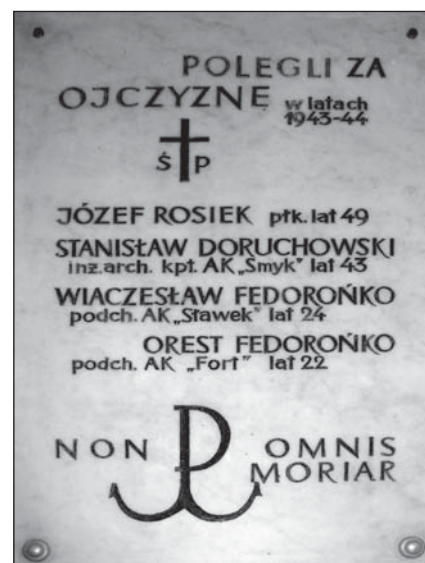 POLEGLI ZA
OJCZYZNĘ w latach
1943-44
Ś P
JÓZEF ROSIEK płk. lat 49
STANISŁAW DORUCHOWSKI
inż.arch. kpt. AK „Smyk" lat 43
WIACZESŁAW FEDOROŃKO
podch. AK „Sławek" lat 24
OREST FEDOROŃKO
podch. AK „Fort" lat 22
NON P OMNIS
MORIAR